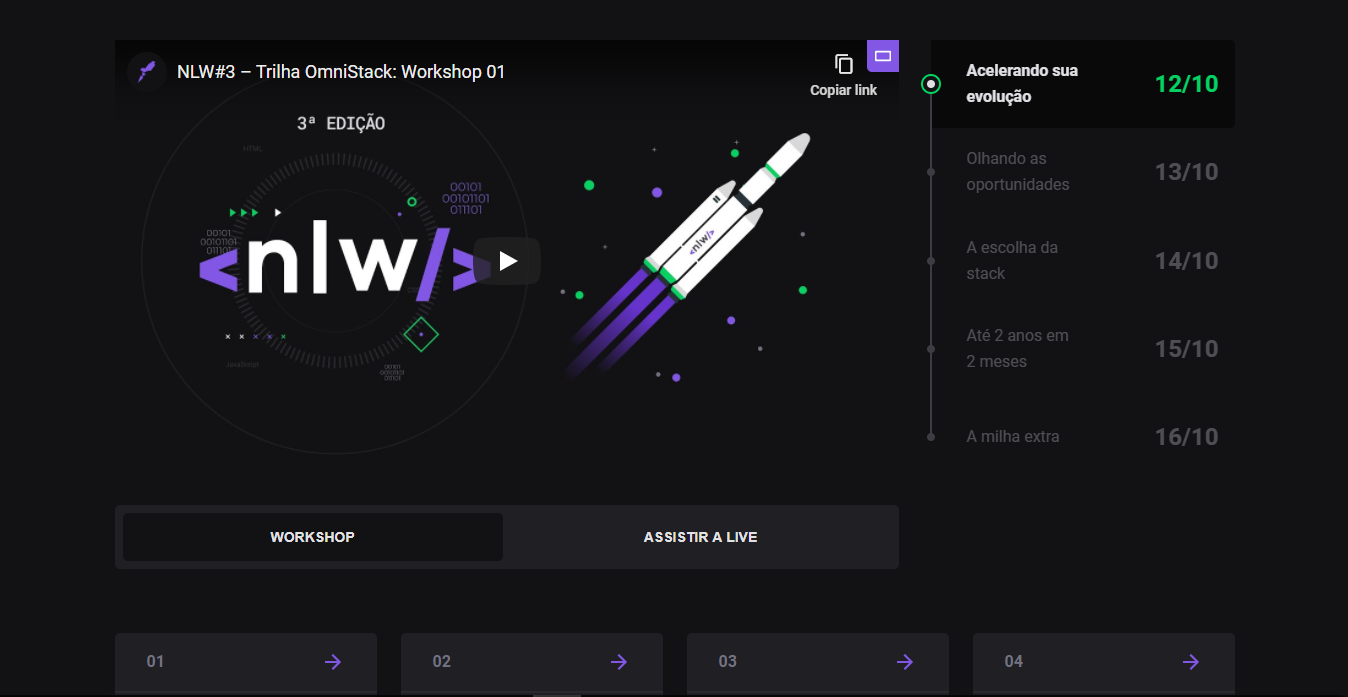 NLW#3 – Trilha OmniStack: Workshop 01
Copiar link
3ª EDIÇÃO
HTML
00101
00101101
011101
00101
00101101
011101
<nlw/>
JavaScript
00101
00101101
011101
<nlw/>
Acelerando sua
evolução
12/10
Olhando as
oportunidades
13/10
A escolha da
stack
14/10
Até 2 anos em
2 meses
15/10
A milha extra
16/10
WORKSHOP
ASSISTIR A LIVE
01
02
03
04